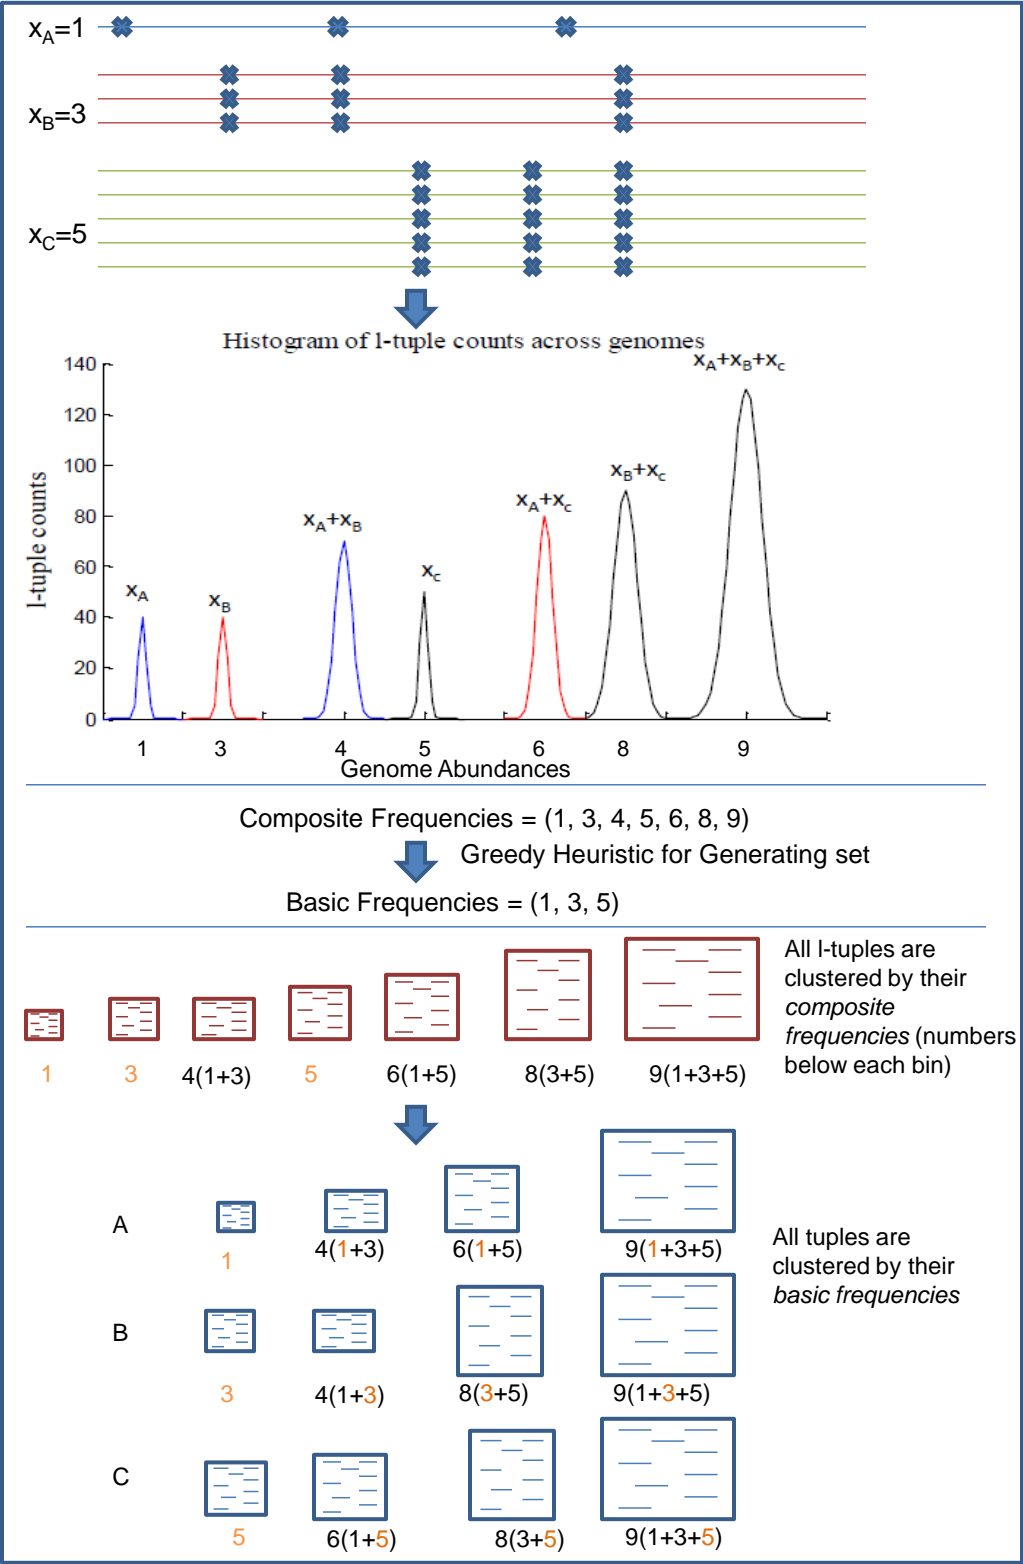 xA=1
xB=3
xC=5
Histogram of l-tuple counts across genomes
l-tuple counts
140
120
100
80
60
40
20
0
xA
xB
xA+xB
xc
xA+xc
xB+xc
xA+xB+xc
1 3 4 5 6 8 9
Genome Abundances
Composite Frequencies = (1, 3, 4, 5, 6, 8, 9)
Greedy Heuristic for Generating set
Basic Frequencies = (1, 3, 5)
All l-tuples are
clustered by their
composite
frequencies (numbers
below each bin)
1 3 4(1+3) 5 6(1+5) 8(3+5) 9(1+3+5)
A
1 4(1+3) 6(1+5) 9(1+3+5)
All tuples are
clustered by their
basic frequencies
B
3 4(1+3) 8(3+5) 9(1+3+5)
C
5 6(1+5) 8(3+5) 9(1+3+5)